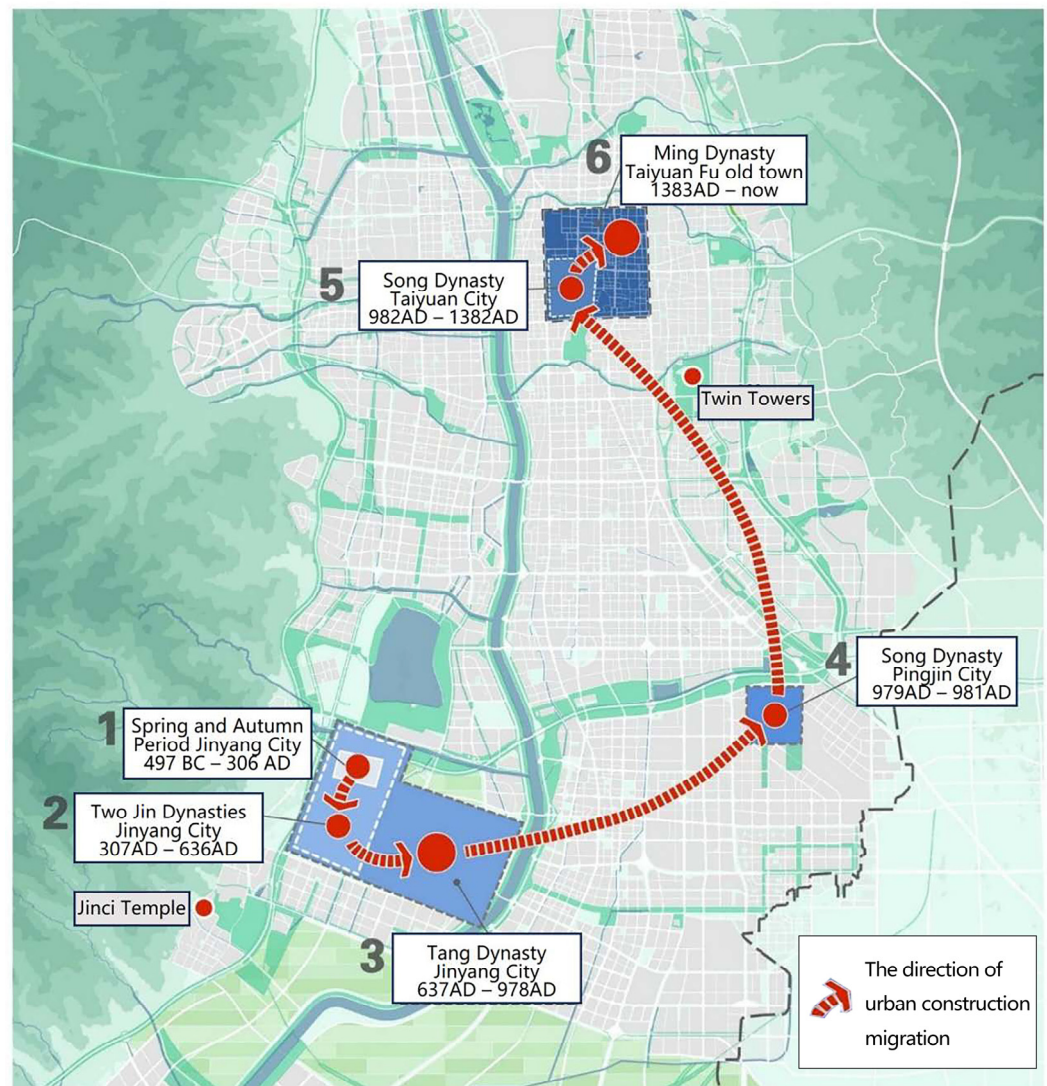 6
Ming Dynasty
Taiyuan Fu old town
1383AD – now
5
Song Dynasty
Taiyuan City
982AD – 1382AD
Twin Towers
4
Song Dynasty
Pingjin City
979AD – 981AD
1
Spring and Autumn
Period Jinyang City
497 BC – 306 AD
2
Two Jin Dynasties
Jinyang City
307AD – 636AD
Jinci Temple
3
Tang Dynasty
Jinyang City
637AD – 978AD
The direction of
urban construction
migration